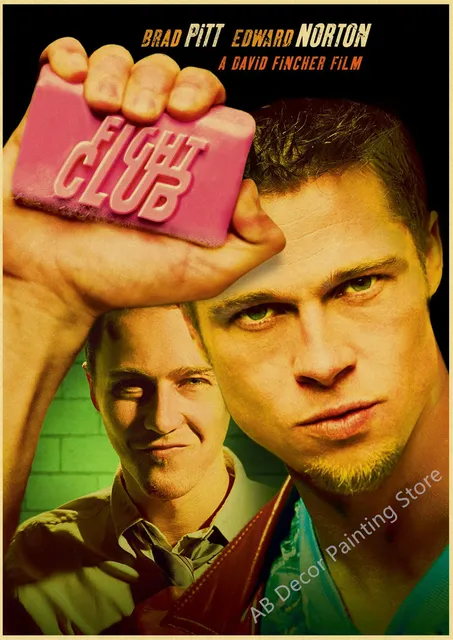 BRAD PITT EDWARD NORTON
A DAVID FINCHER FILM
FIGHT
CLUB
AB Decor Painting Store